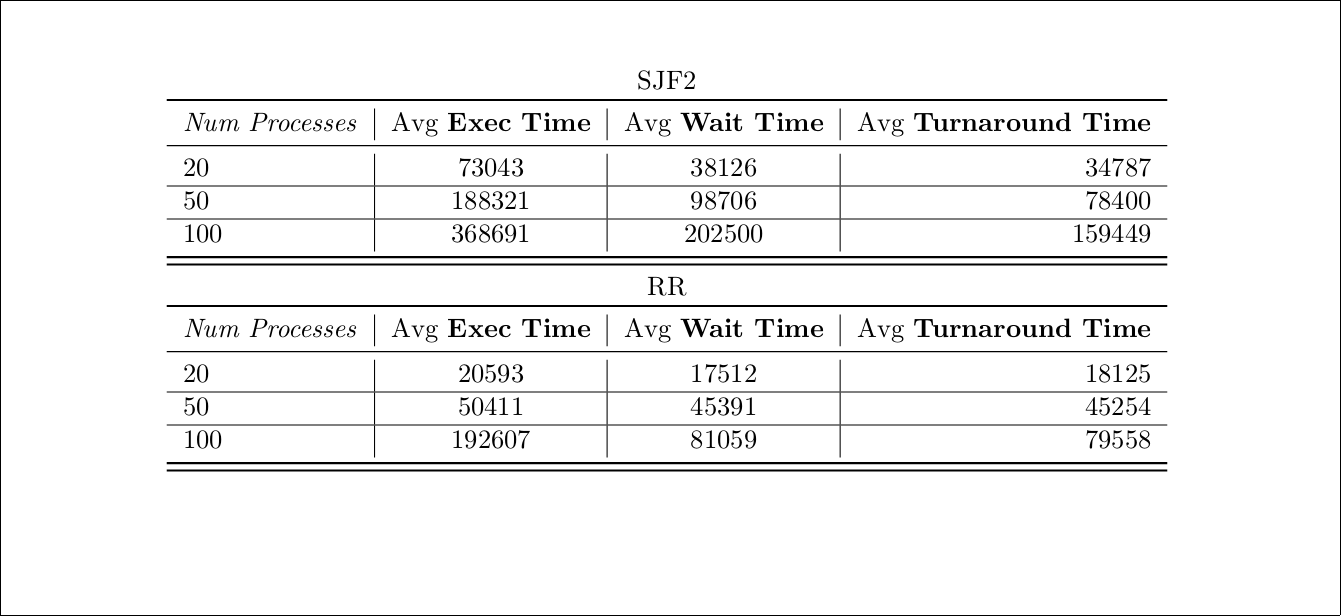 SJF2
Num Processes Avg Exec Time Avg Wait Time Avg Turnaround Time
20 73043 38126 34787
50 188321 98706 78400
100 368691 202500 159449
RR
Num Processes Avg Exec Time Avg Wait Time Avg Turnaround Time
20 20593 17512 18125
50 50411 45391 45254
100 192607 81059 79558